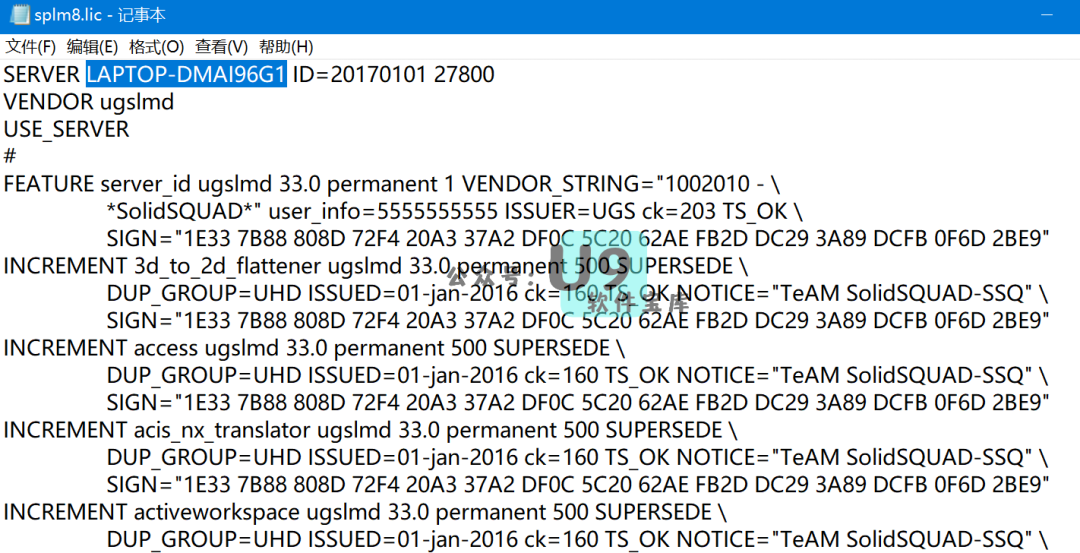 splm8.lic - 记事本
文件(F) 编辑(E) 格式(O) 查看(V) 帮助(H)
SERVER LAPTOP-DMAI96G1 ID=20170101 27800
VENDOR ugslmd
USE_SERVER
#
FEATURE server_id ugslmd 33.0 permanent 1 VENDOR_STRING="1002010 - \
*SolidSQUAD*" user_info=5555555555 ISSUER=UGS ck=203 TS_OK \
SIGN="1E33 7B88 808D 72F4 20A3 37A2 DF0C 5C20 62AE FB2D DC29 3A89 DCFB 0F6D 2BE9"
INCREMENT 3d_to_2d_flattener ugslmd 33.0 permanent 500 SUPERSEDE \
公众号：U9
DUP_GROUP=UHD ISSUED=01-jan-2016 ck=160 TS_OK NOTICE="TeAM SolidSQUAD-SSQ" \
软件宝库
SIGN="1E33 7B88 808D 72F4 20A3 37A2 DF0C 5C20 62AE FB2D DC29 3A89 DCFB 0F6D 2BE9"
INCREMENT access ugslmd 33.0 permanent 500 SUPERSEDE \
DUP_GROUP=UHD ISSUED=01-jan-2016 ck=160 TS_OK NOTICE="TeAM SolidSQUAD-SSQ" \
SIGN="1E33 7B88 808D 72F4 20A3 37A2 DF0C 5C20 62AE FB2D DC29 3A89 DCFB 0F6D 2BE9"
INCREMENT acis_nx_translator ugslmd 33.0 permanent 500 SUPERSEDE \
DUP_GROUP=UHD ISSUED=01-jan-2016 ck=160 TS_OK NOTICE="TeAM SolidSQUAD-SSQ" \
SIGN="1E33 7B88 808D 72F4 20A3 37A2 DF0C 5C20 62AE FB2D DC29 3A89 DCFB 0F6D 2BE9"
INCREMENT activeworkspace ugslmd 33.0 permanent 500 SUPERSEDE \
DUP_GROUP=UHD ISSUED=01-jan-2016 ck=160 TS_OK NOTICE="TeAM SolidSQUAD-SSQ" \